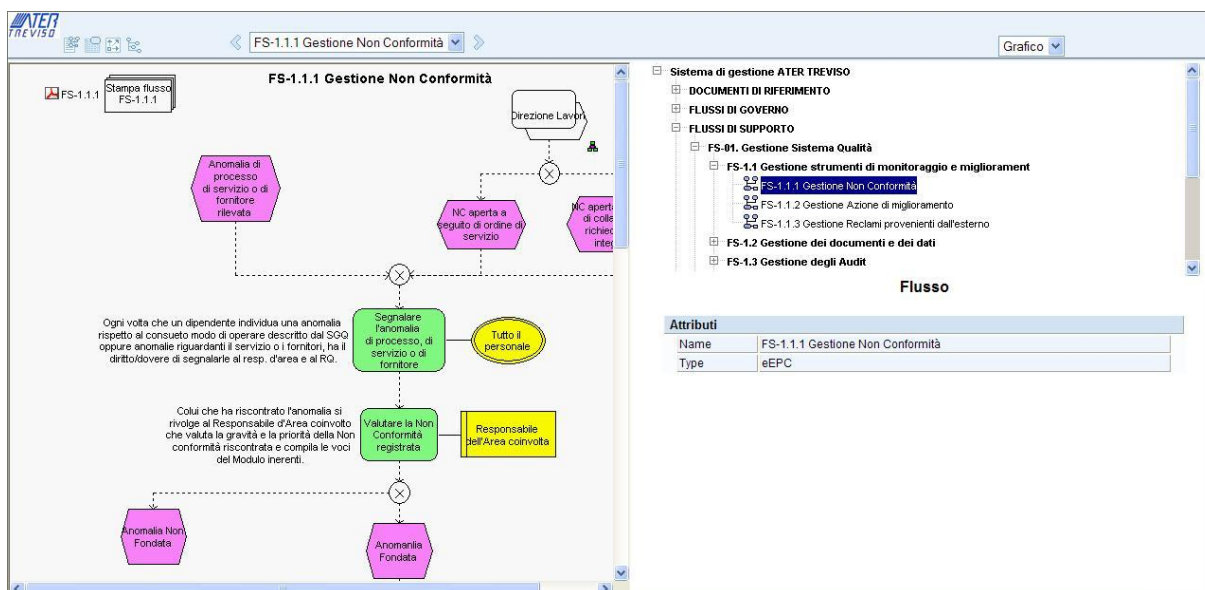 ATER
TREVISO
FS-1.1.1 Gestione Non Conformità
Grafico
FS-1.1.1 Gestione Non Conformità
FS-1.1.1
Stampa flusso
FS-1.1.1
Direzione Lavori
Anomalia di
processo
di servizio o di
fornitore
rilevata
NC aperta a
seguito di ordine di
servizio
NC apert
di colla
richie
integ
Ogni volta che un dipendente individua una anomalia
rispetto al consueto modo di operare descritto dal SGQ
oppure anomalie riguardanti il servizio o i fornitori, ha il
diritto/dovere di segnalarle al resp. d'area e al RQ.
Segnalare
l'anomalia
di processo, di
servizio o di
fornitore
Tutto il
personale
Colui che ha riscontrato l'anomalia si
rivolge al Responsabile d'Area coinvolto
che valuta la gravità e la priorità della Non
conformità riscontrata e compila le voci
del Modulo inerenti.
Valutare la Non
Conformità
registrata
Responsabile
dell'Area coinvolta
Anomalia Non
Fondata
Anomanlia
Fondata
Sistema di gestione ATER TREVISO
DOCUMENTI DI RIFERIMENTO
FLUSSI DI GOVERNO
FLUSSI DI SUPPORTO
FS-01. Gestione Sistema Qualità
FS-1.1 Gestione strumenti di monitoraggio e migliorament
FS-1.1.1 Gestione Non Conformità
FS-1.1.2 Gestione Azione di miglioramento
FS-1.1.3 Gestione Reclami provenienti dall'esterno
FS-1.2 Gestione dei documenti e dei dati
FS-1.3 Gestione degli Audit
Flusso
Attributi
Name FS-1.1.1 Gestione Non Conformità
Type eEPC